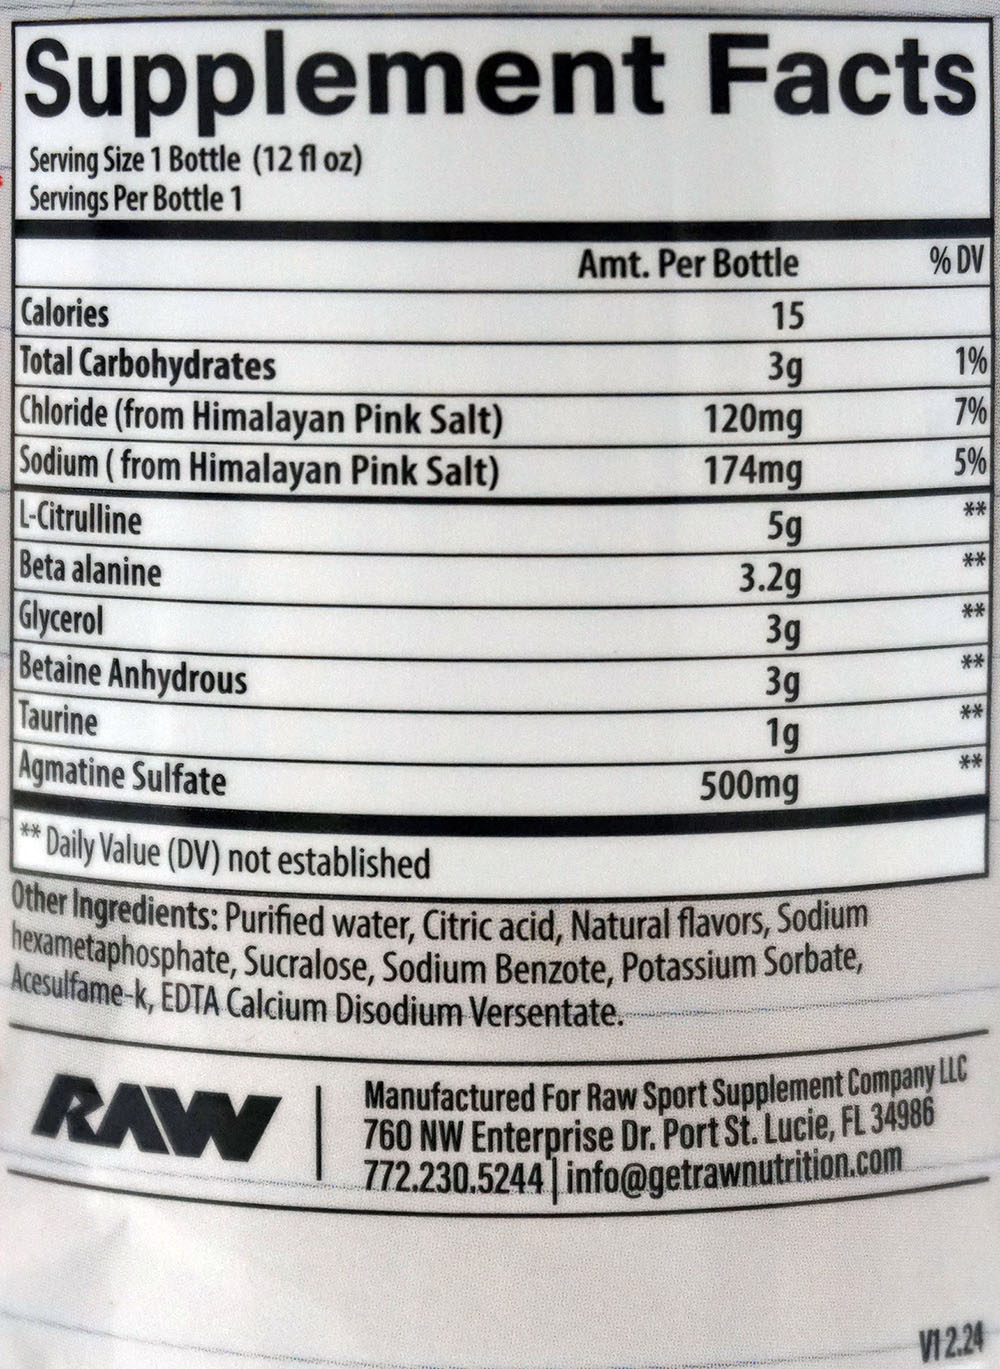 Supplement Facts
Serving Size 1 Bottle (12 fl oz)
Servings Per Bottle 1
Amt. Per Bottle % DV
Calories 15
Total Carbohydrates 3g 1%
Chloride (from Himalayan Pink Salt) 120mg 7%
Sodium ( from Himalayan Pink Salt) 174mg 5%
L-Citrulline 5g **
Beta alanine 3.2g **
Glycerol 3g **
Betaine Anhydrous 3g **
Taurine 1g **
Agmatine Sulfate 500mg **
** Daily Value (DV) not established
Other Ingredients: Purified water, Citric acid, Natural flavors, Sodium
hexametaphosphate, Sucralose, Sodium Benzote, Potassium Sorbate,
Acesulfame-k, EDTA Calcium Disodium Versentate.
RAW
Manufactured For Raw Sport Supplement Company LLC
760 NW Enterprise Dr. Port St. Lucie, FL 34986
772.230.5244 | info@getrawnutrition.com
V1 2.24